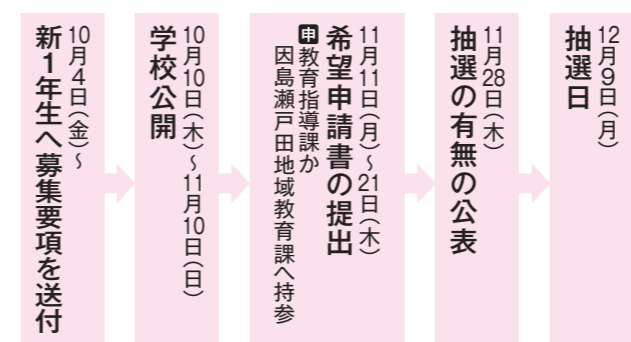 10月4日(金)〜
新1年生へ募集要項を送付
10月10日(木)〜11月10日(日)
学校公開
11月11日(月)〜21日(木)
希望申請書の提出
申教育指導課か
因島瀬戸田地域教育課へ持参
11月28日(木)
抽選の有無の公表
12月9日(月)
抽選日